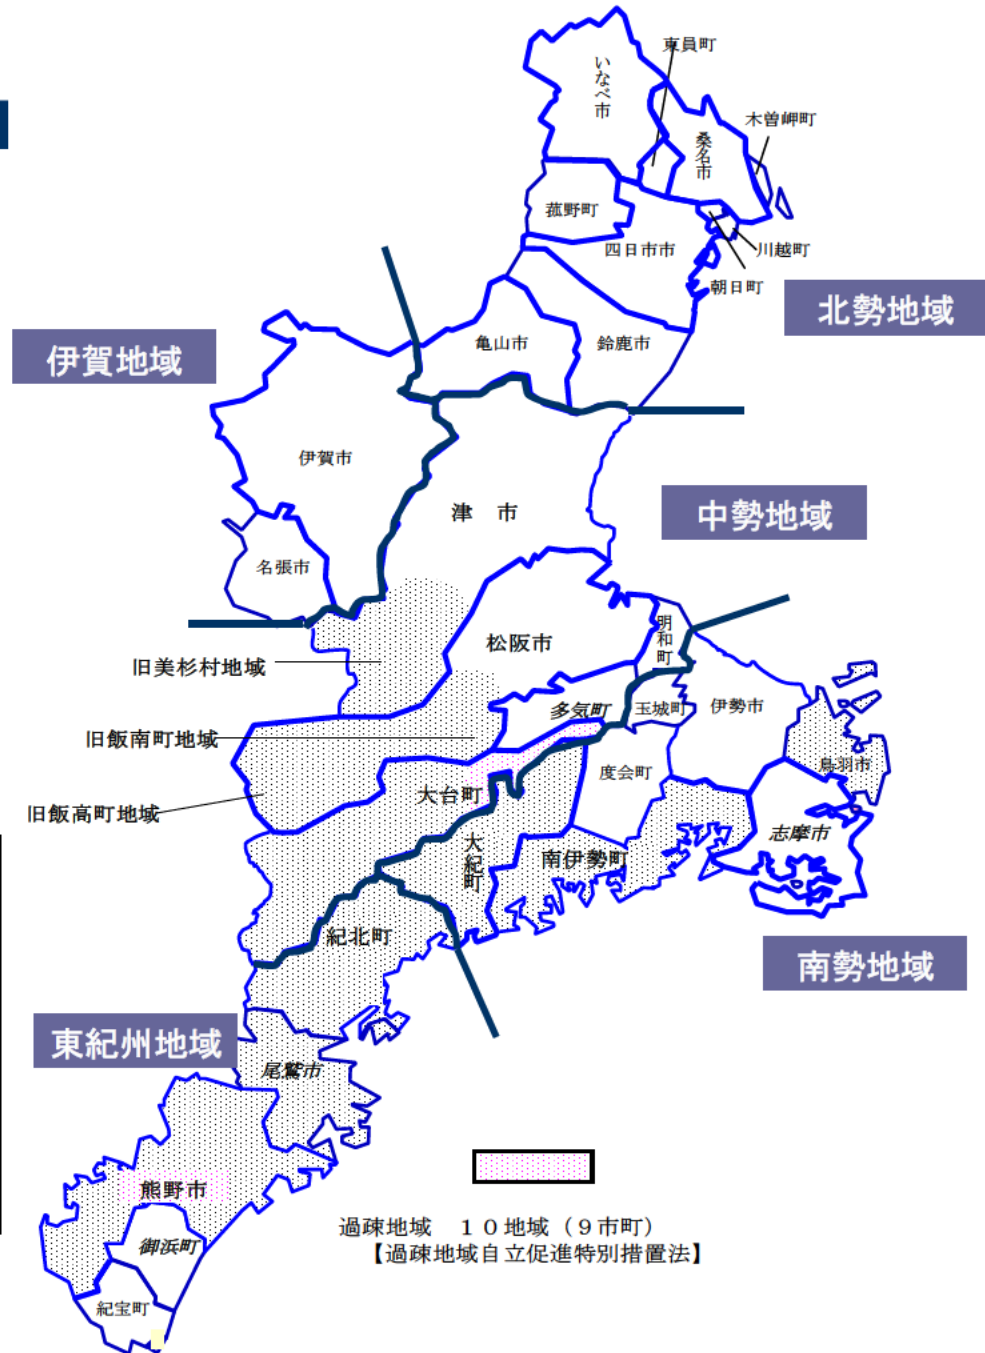 東員町
いなべ市
木曽岬町
桑名市
菰野町
四日市市
川越町
朝日町
北勢地域
伊賀地域
亀山市
鈴鹿市
伊賀市
津 市
中勢地域
名張市
松阪市
明和町
旧美杉村地域
多気町
玉城町
伊勢市
旧飯南町地域
度会町
鳥羽市
大台町
旧飯高町地域
志摩市
大紀町
南伊勢町
紀北町
南勢地域
東紀州地域
尾鷲市
熊野市
過疎地域 10地域(9市町)
【過疎地域自立促進特別措置法】
御浜町
紀宝町